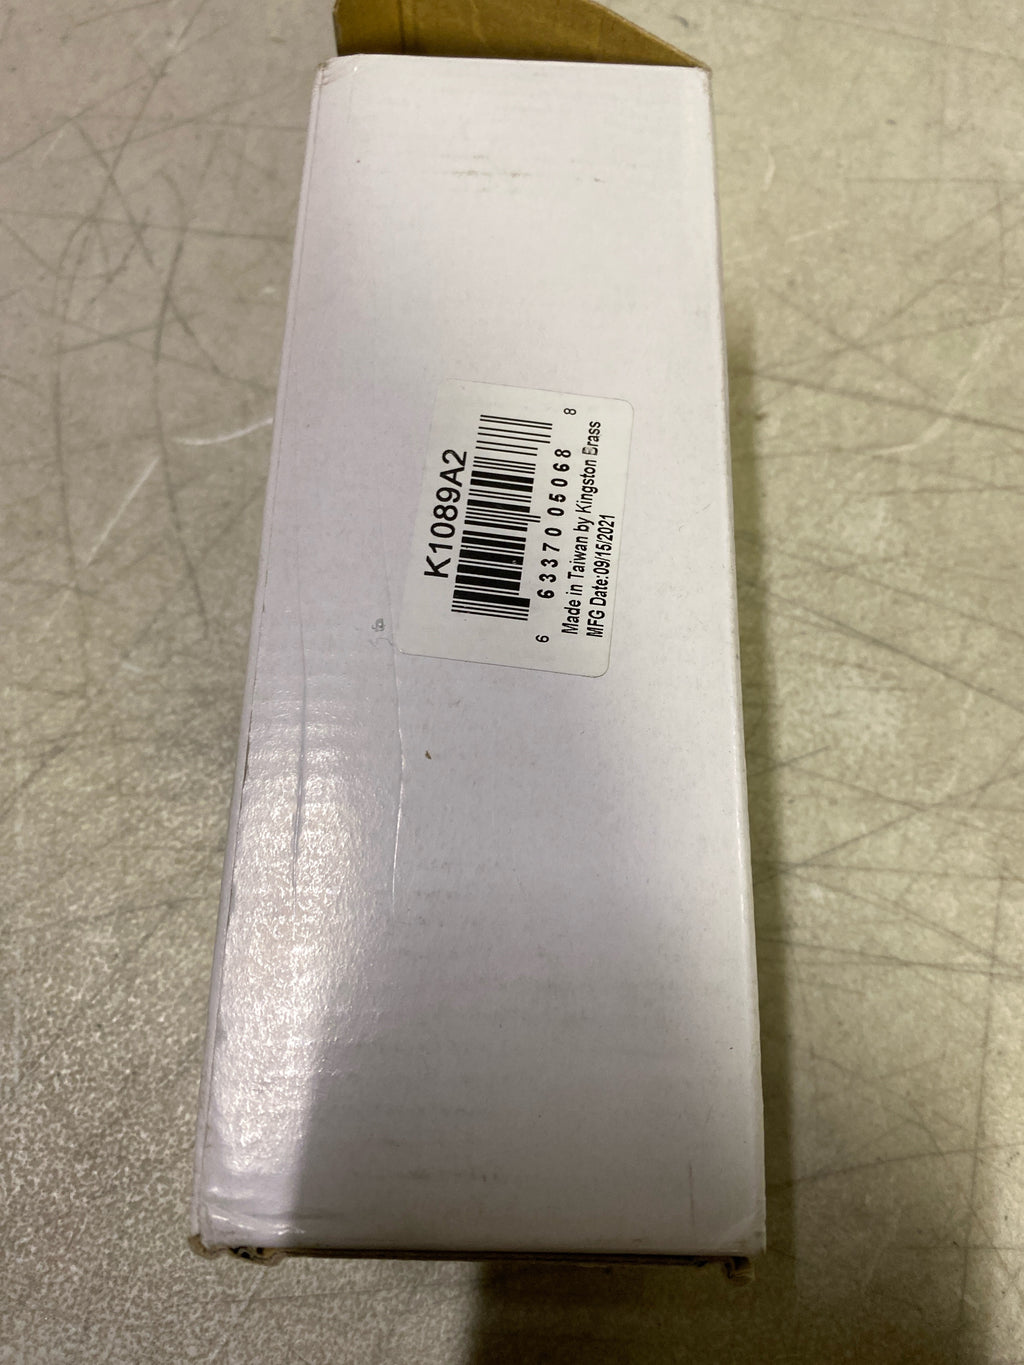 K1089A2
6 63370 05068 8
Made in Taiwan by Kingston Brass
MFG Date:09/15/2021